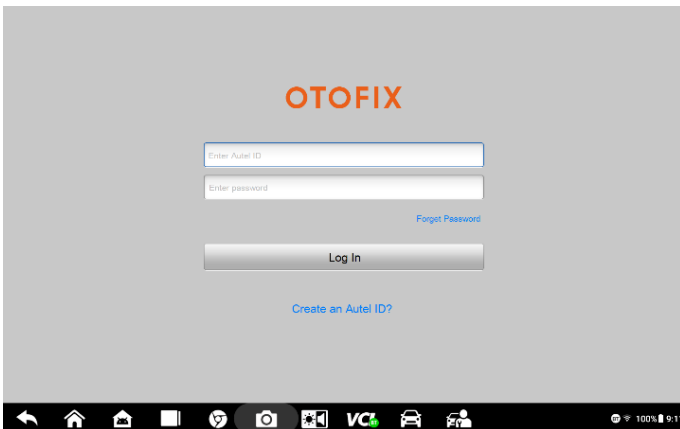 OTOFIX
Enter Autel ID
Enter password
Forget Password
Log In
Create an Autel ID?
VCI
100%